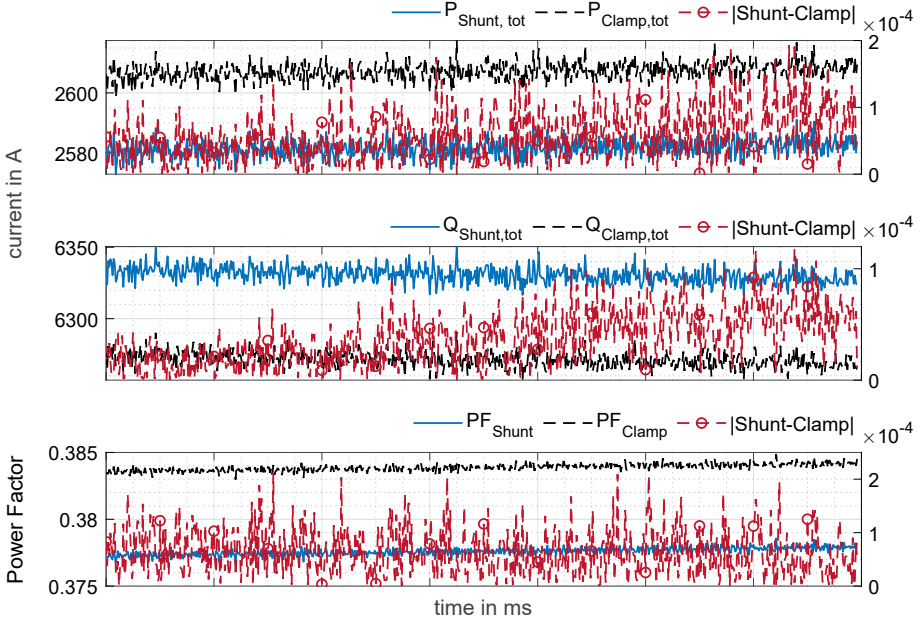 P_Shunt, tot P_Clamp,tot |Shunt-Clamp| ×10^-4
2600
2580
2
1
0
current in A
Q_Shunt,tot Q_Clamp,tot |Shunt-Clamp| ×10^-4
6350
6300
1
0
PF_Shunt PF_Clamp |Shunt-Clamp| ×10^-4
0.385
0.38
0.375
2
1
0
Power Factor
time in ms